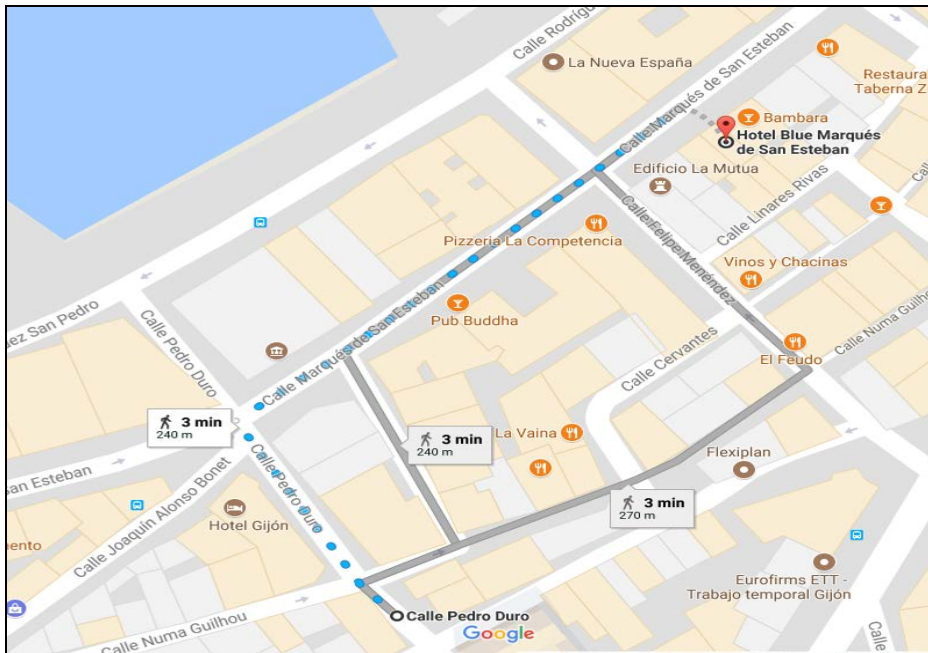 Calle Rodrígu
La Nueva España
Calle Marqués de San Esteban
Restaura
Taberna Z
Bambara
Hotel Blue Marqués
de San Esteban
Edificio La Mutua
Calle Linares Rivas
Calle Felipe Menéndez
Pizzeria La Competencia
Vinos y Chacinas
Pub Buddha
Calle Marqués de San Esteban
ez San Pedro
Calle Pedro Duro
Calle Numa Guilhou
El Feudo
Calle Cervantes
3 min
240 m
3 min
240 m
La Vaina
Flexiplan
San Esteban
Calle Pedro Duro
Calle Joaquín Alonso Bonet
3 min
270 m
Hotel Gijón
mento
Eurofirms ETT -
Trabajo temporal Gijón
Calle Pedro Duro
Google
Calle Numa Guilhou
Calle